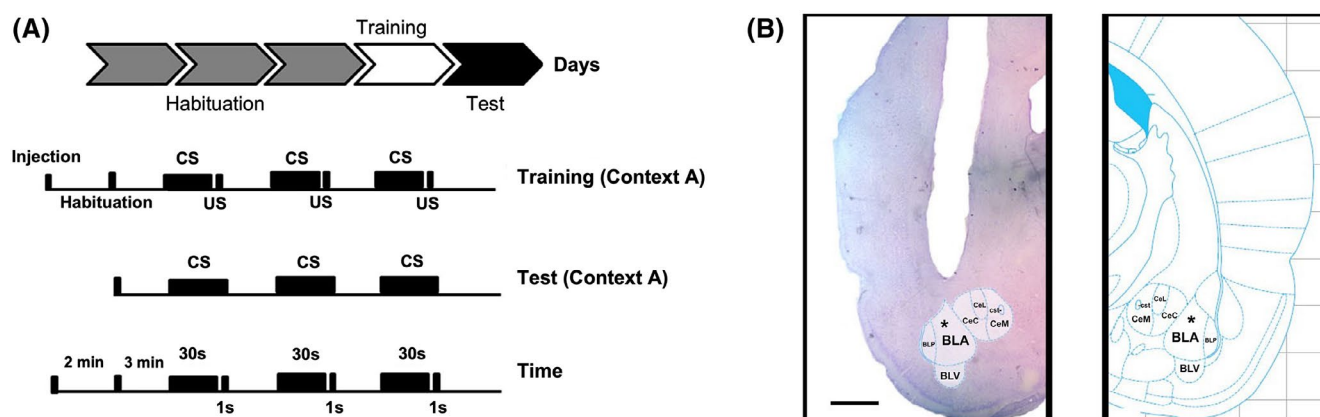 (A)
Training
Days
Habituation
Test
Injection
CS
CS
CS
Training (Context A)
Habituation
US
US
US
CS
CS
CS
Test (Context A)
2 min
3 min
30s
30s
30s
Time
1s
1s
1s
(B)
*
BLP
BLA
BLV
CeC
CeL
cst
CeM
cst
CeL
CeM
CeC
*
BLA
BLP
BLV